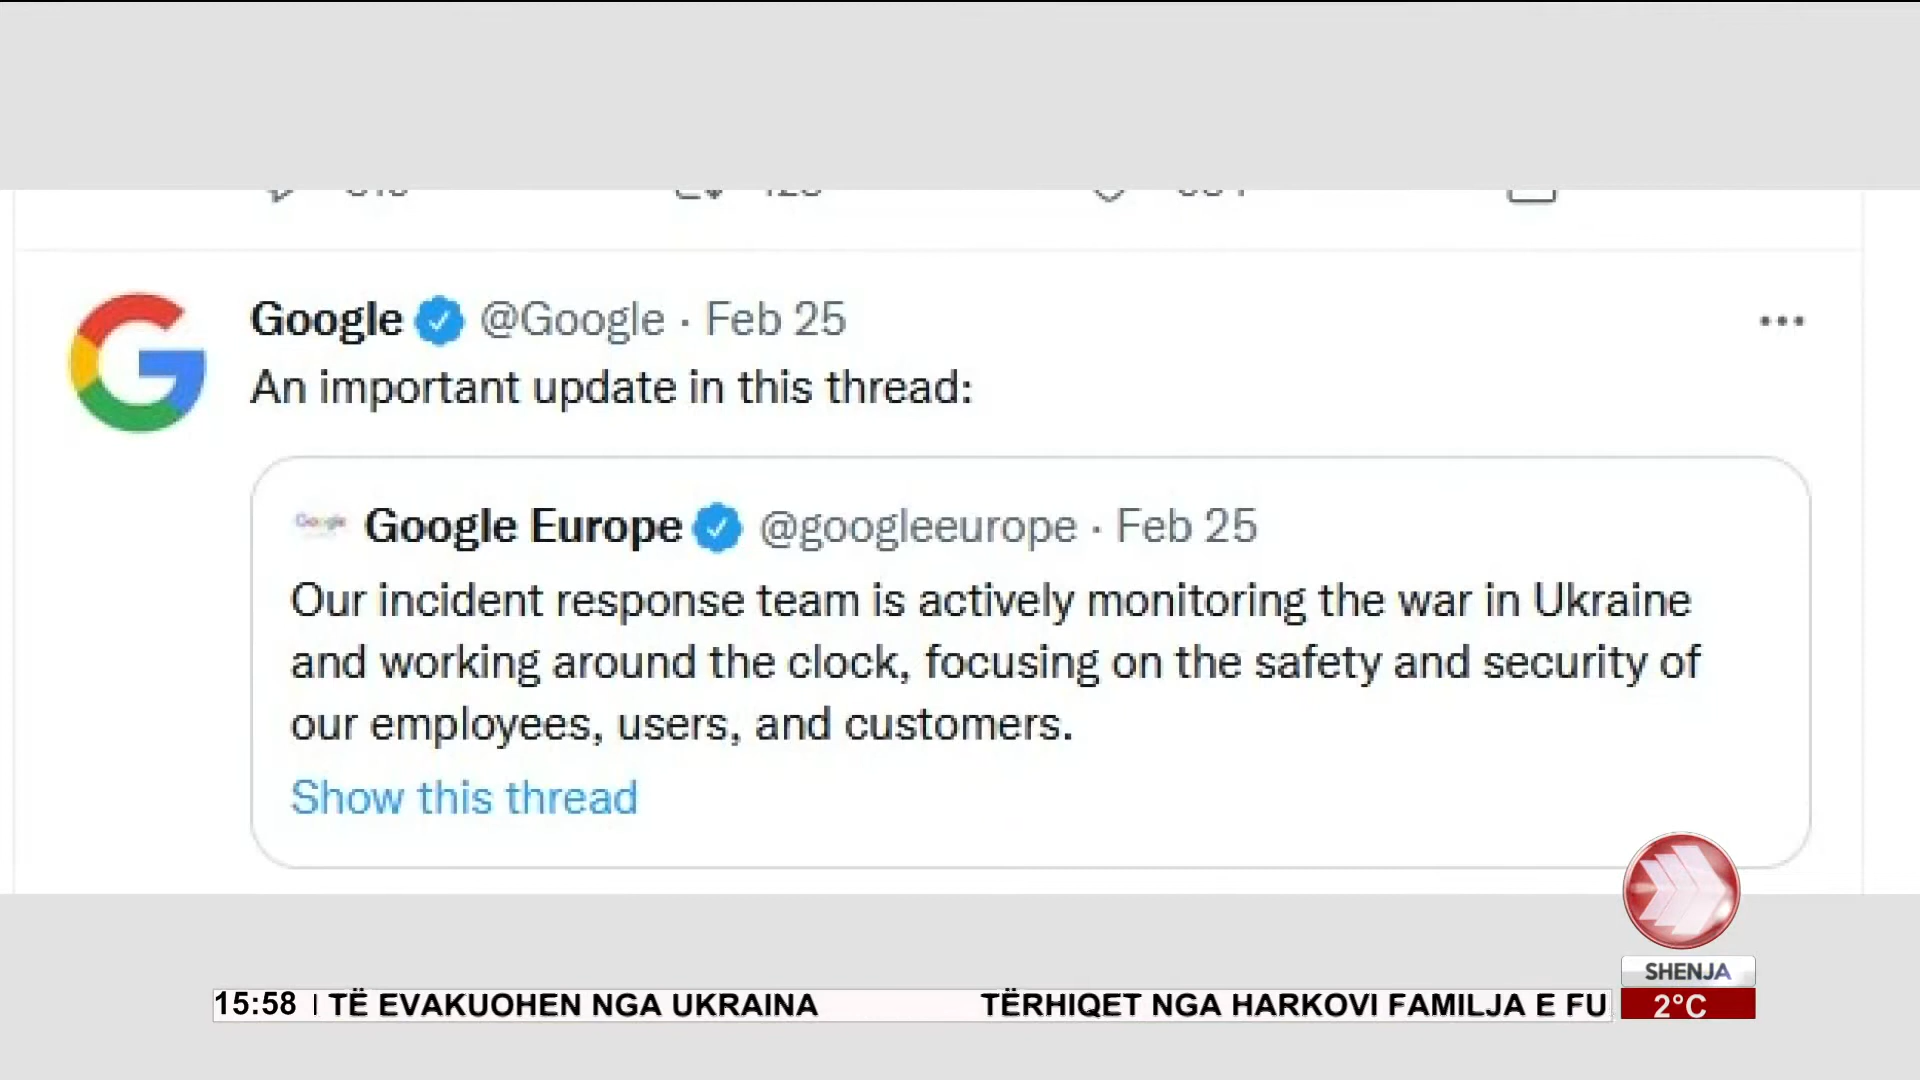 Google @Google · Feb 25
An important update in this thread:
Google Google Europe @googleeurope · Feb 25
Our incident response team is actively monitoring the war in Ukraine
and working around the clock, focusing on the safety and security of
our employees, users, and customers.
Show this thread
SHENJA
15:58 | TË EVAKUOHEN NGA UKRAINA TËRHIQET NGA HARKOVI FAMILJA E FU
2°C